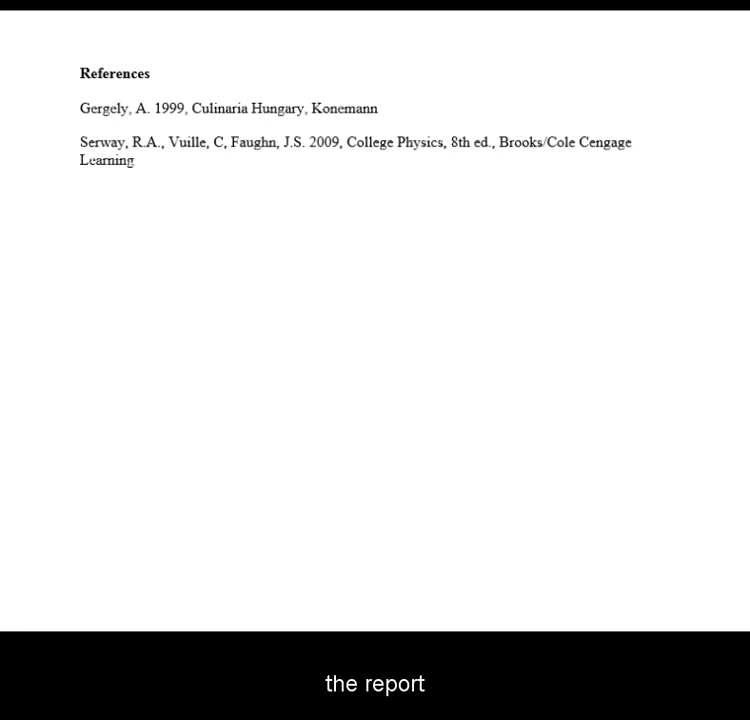 References
Gergely, A. 1999, Culinaria Hungary, Konemann
Serway, R.A., Vuille, C, Faughn, J.S. 2009, College Physics, 8th ed., Brooks/Cole Cengage
Learning
the report